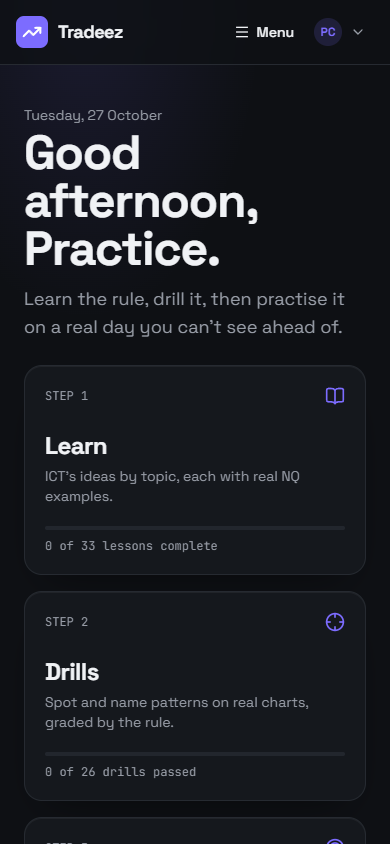 Tradeez
Menu
PC
Tuesday, 27 October
Good
afternoon,
Practice.
Learn the rule, drill it, then practise it
on a real day you can't see ahead of.
STEP 1
Learn
ICT's ideas by topic, each with real NQ
examples.
0 of 33 lessons complete
STEP 2
Drills
Spot and name patterns on real charts,
graded by the rule.
0 of 26 drills passed